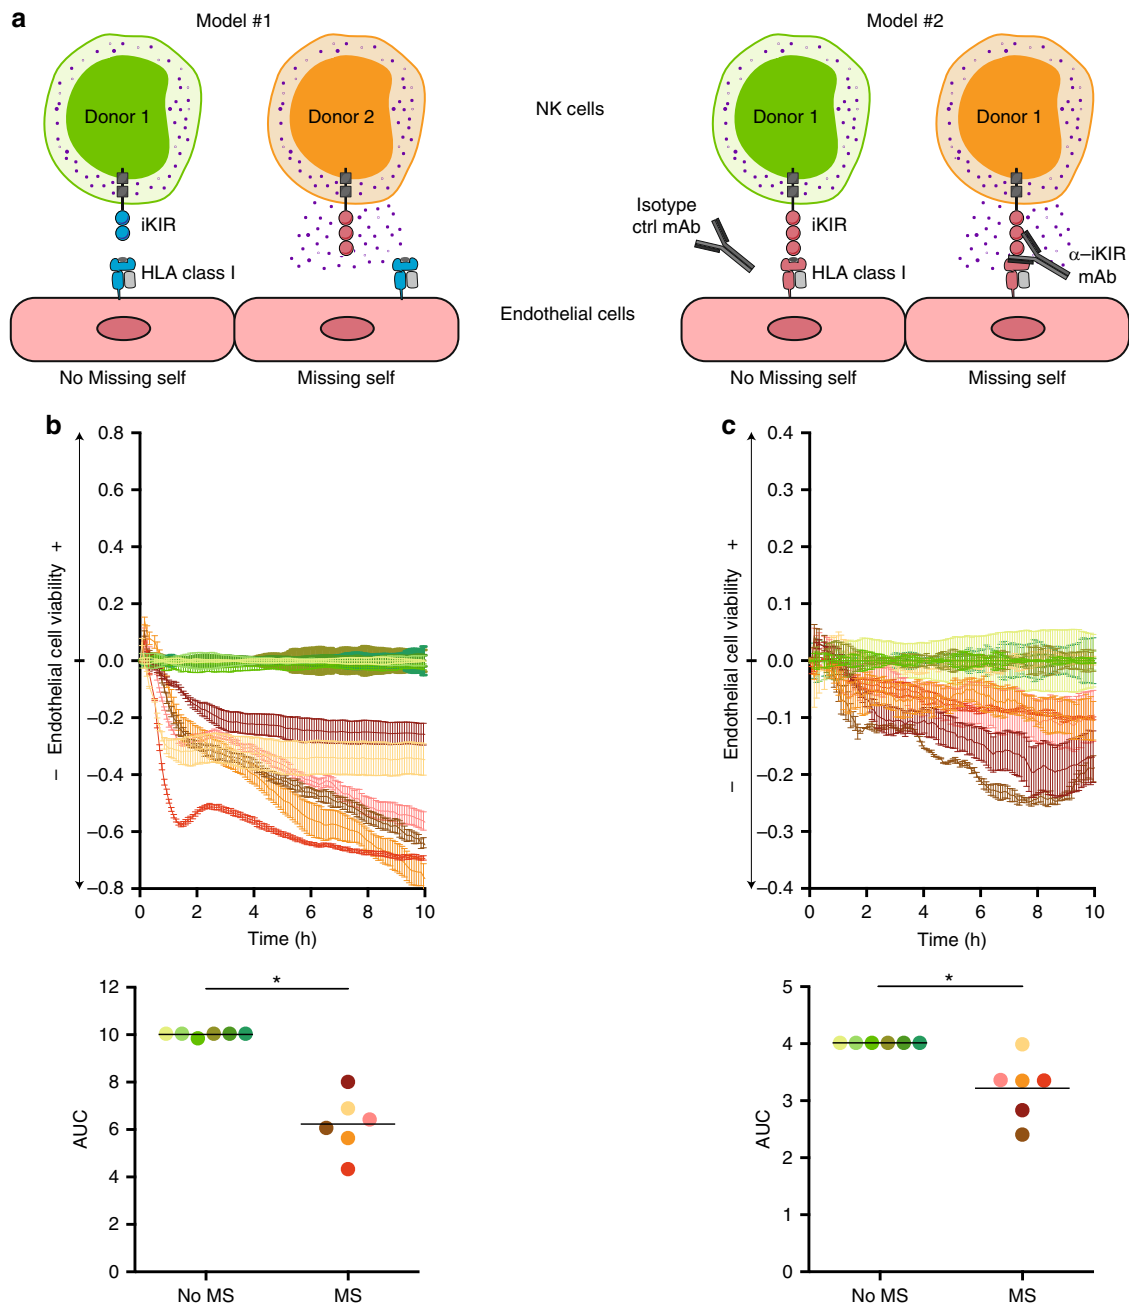 a
Model #1
Model #2
Donor 1
Donor 2
NK cells
Donor 1
Donor 1
iKIR
HLA class I
Isotype
ctrl mAb
iKIR
HLA class I
α–iKIR
mAb
Endothelial cells
No Missing self
Missing self
No Missing self
Missing self
b
– Endothelial cell viability +
0.8
0.6
0.4
0.2
0.0
–0.2
–0.4
–0.6
–0.8
0 2 4 6 8 10
Time (h)
c
– Endothelial cell viability +
0.4
0.3
0.2
0.1
0.0
–0.1
–0.2
–0.3
–0.4
0 2 4 6 8 10
Time (h)
AUC
12
10
8
6
4
2
0
*
No MS
MS
AUC
5
4
3
2
1
0
*
No MS
MS